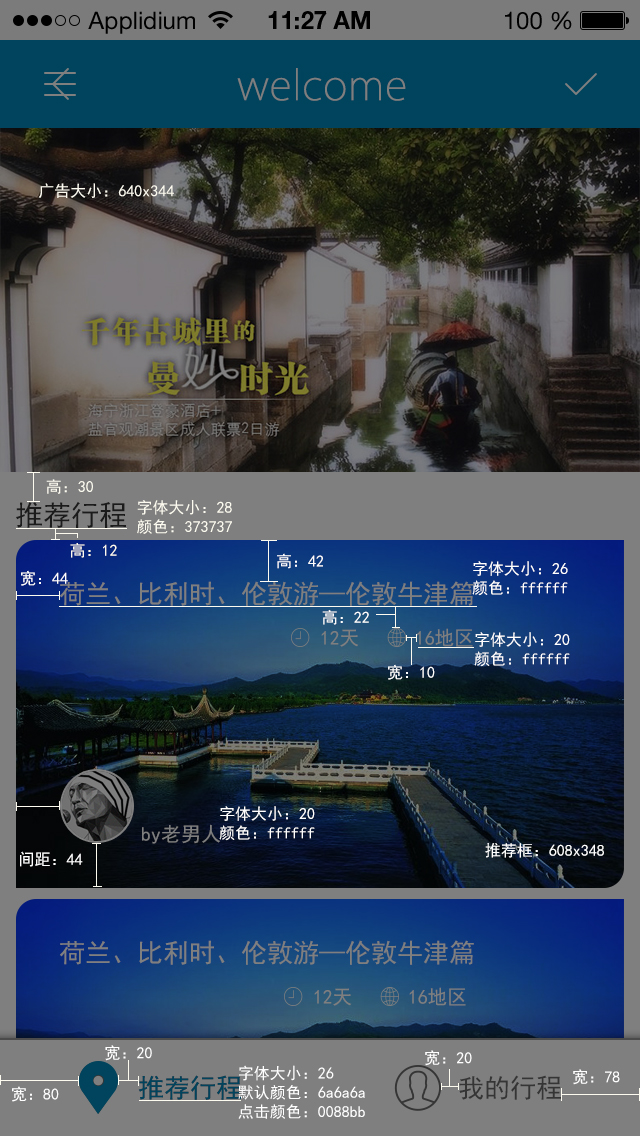 Applidium 11:27 AM 100 %
welcome
广告大小：640x344
千年古城里的
曼妙时光
海宁浙江登豪酒店+
盐官观潮景区成人联票2日游
高：30
推荐行程
字体大小：28
颜色：373737
高：12
高：42
宽：44
荷兰、比利时、伦敦游—伦敦牛津篇
字体大小：26
颜色：ffffff
高：22
12天
16地区
字体大小：20
颜色：ffffff
宽：10
by老男人
字体大小：20
颜色：ffffff
间距：44
推荐框：608x348
荷兰、比利时、伦敦游—伦敦牛津篇
12天
16地区
宽：20
宽：80
推荐行程
字体大小：26
默认颜色：6a6a6a
点击颜色：0088bb
宽：20
我的行程
宽：78